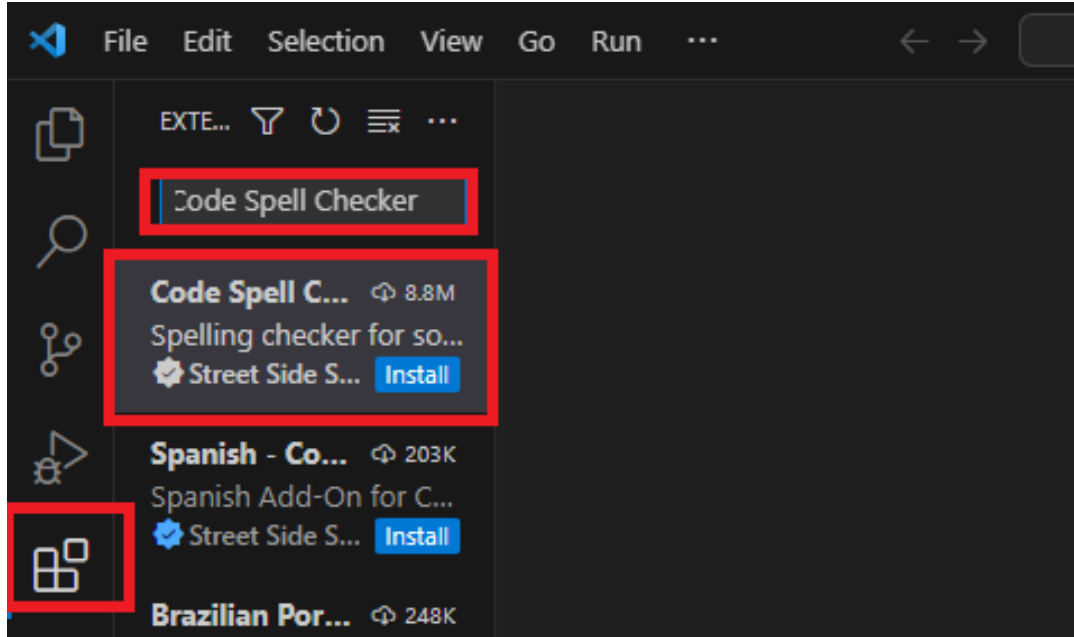 File Edit Selection View Go Run ···
EXTE... ···
Code Spell Checker
Code Spell C... 8.8M
Spelling checker for so...
Street Side S... Install
Spanish - Co... 203K
Spanish Add-On for C...
Street Side S... Install
Brazilian Por... 248K